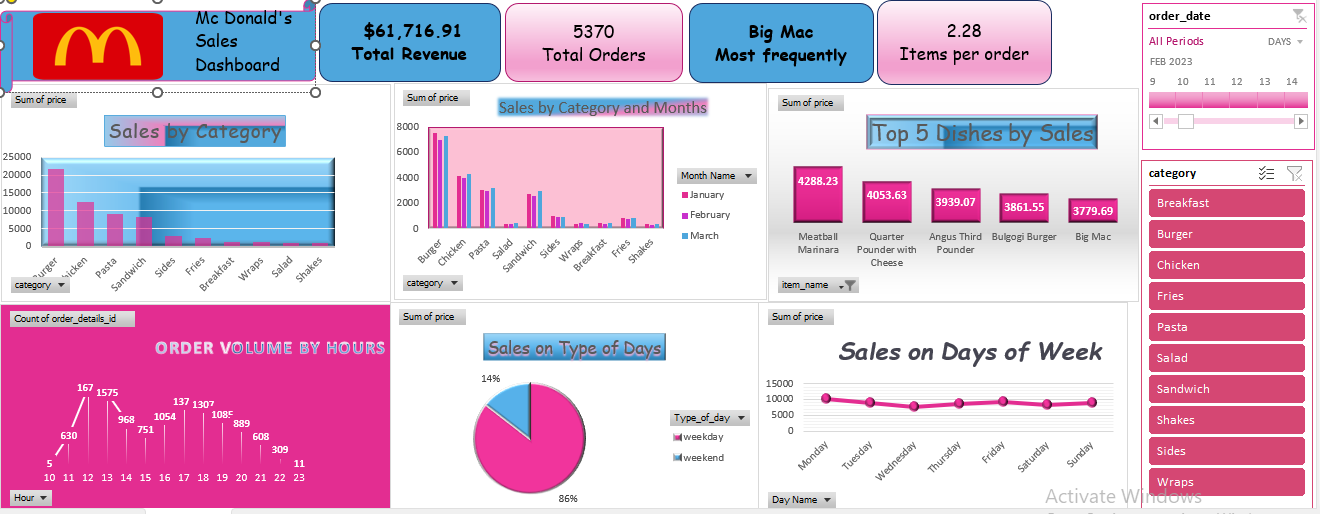 Mc Donald's
Sales
Dashboard
$61,716.91
Total Revenue
5370
Total Orders
Big Mac
Most frequently
2.28
Items per order
order_date
All Periods
DAYS
FEB 2023
9 10 11 12 13 14
Sum of price
Sales by Category
25000
20000
15000
10000
5000
0
Chicken
Pasta
Sandwich
Sides
Fries
Breakfast
Wraps
Salad
Shakes
category
Sum of price
Sales by Category and Months
8000
6000
4000
2000
0
Burger
Chicken
Pasta
Salad
Sandwich
Sides
Wraps
Breakfast
Fries
Shakes
Month Name
January
February
March
category
Sum of price
Top 5 Dishes by Sales
4288.23
4053.63
3939.07
3861.55
3779.69
Meatball
Marinara
Quarter
Pounder with
Cheese
Angus Third
Pounder
Bulgogi Burger
Big Mac
item_name
category
Breakfast
Burger
Chicken
Fries
Pasta
Salad
Sandwich
Shakes
Sides
Wraps
Count of order_details_id
ORDER VOLUME BY HOURS
5
630
167
1575
968
751
1054
137
1307
1085
889
608
309
11
10 11 12 13 14 15 16 17 18 19 20 21 22 23
Hour
Sum of price
Sales on Type of Days
14%
86%
Type_of_day
weekday
weekend
Sum of price
Sales on Days of Week
15000
10000
5000
0
Monday
Tuesday
Wednesday
Thursday
Friday
Saturday
Sunday
Day Name
Activate Windows